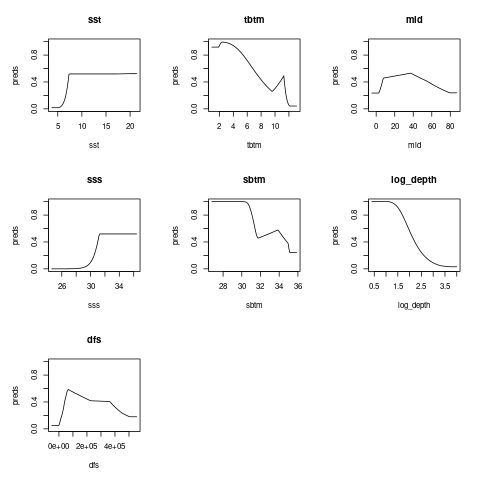 sst
tbtm
mld
preds
0.0 0.4 0.8
5 10 15 20
sst
preds
0.0 0.4 0.8
2 4 6 8 10
tbtm
preds
0.0 0.4 0.8
0 20 40 60 80
mld
sss
sbtm
log_depth
preds
0.0 0.4 0.8
26 30 34
sss
preds
0.0 0.4 0.8
28 30 32 34 36
sbtm
preds
0.0 0.4 0.8
0.5 1.5 2.5 3.5
log_depth
dfs
preds
0.0 0.4 0.8
0e+00 2e+05 4e+05
dfs